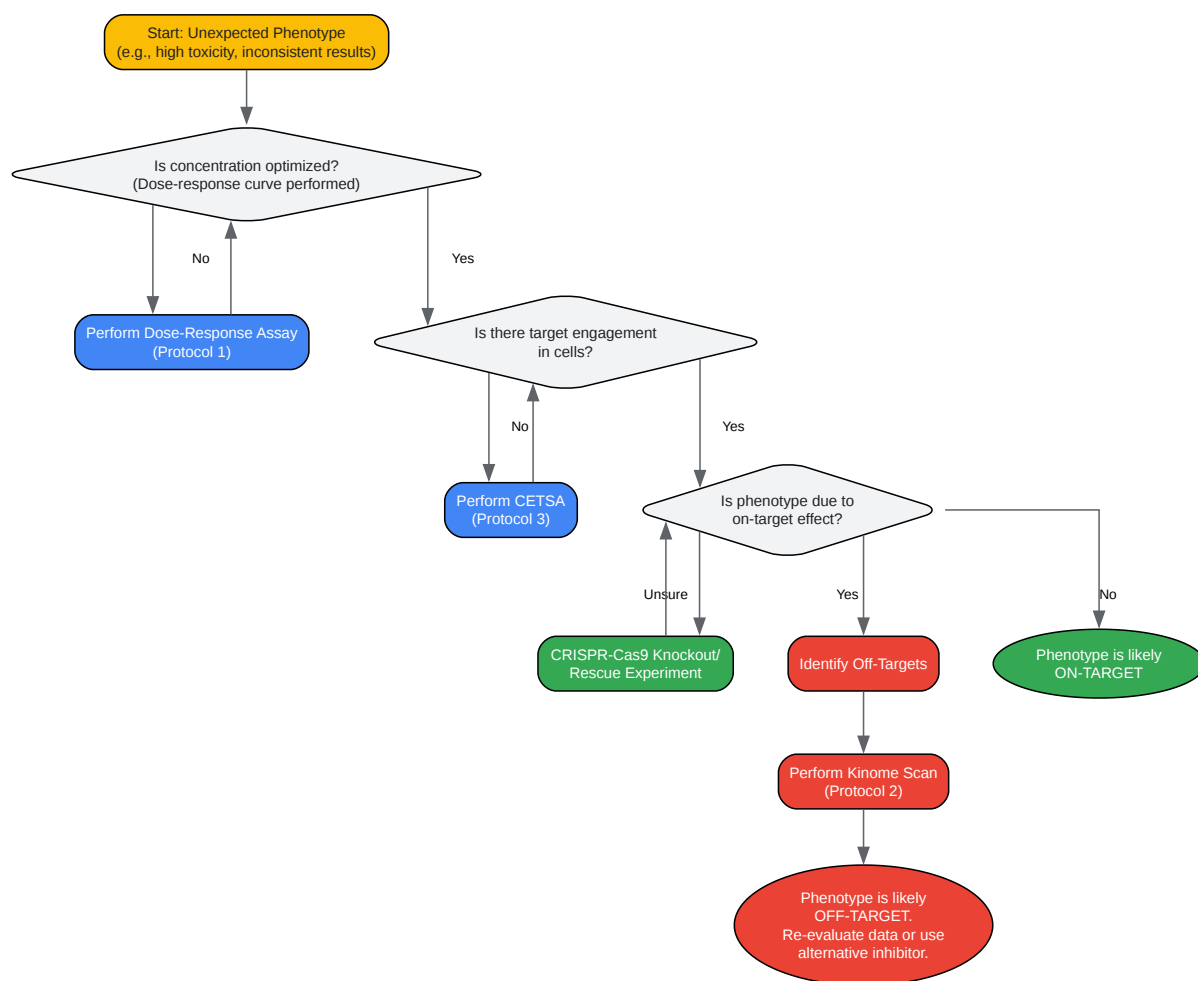 Start: Unexpected Phenotype
(e.g., high toxicity, inconsistent results)
Is concentration optimized?
(Dose-response curve performed)
No
Yes
Perform Dose-Response Assay
(Protocol 1)
Is there target engagement
in cells?
No
Yes
Perform CETSA
(Protocol 3)
Is phenotype due to
on-target effect?
Unsure
Yes
No
CRISPR-Cas9 Knockout/
Rescue Experiment
Identify Off-Targets
Phenotype is likely
ON-TARGET
Perform Kinome Scan
(Protocol 2)
Phenotype is likely
OFF-TARGET.
Re-evaluate data or use
alternative inhibitor.